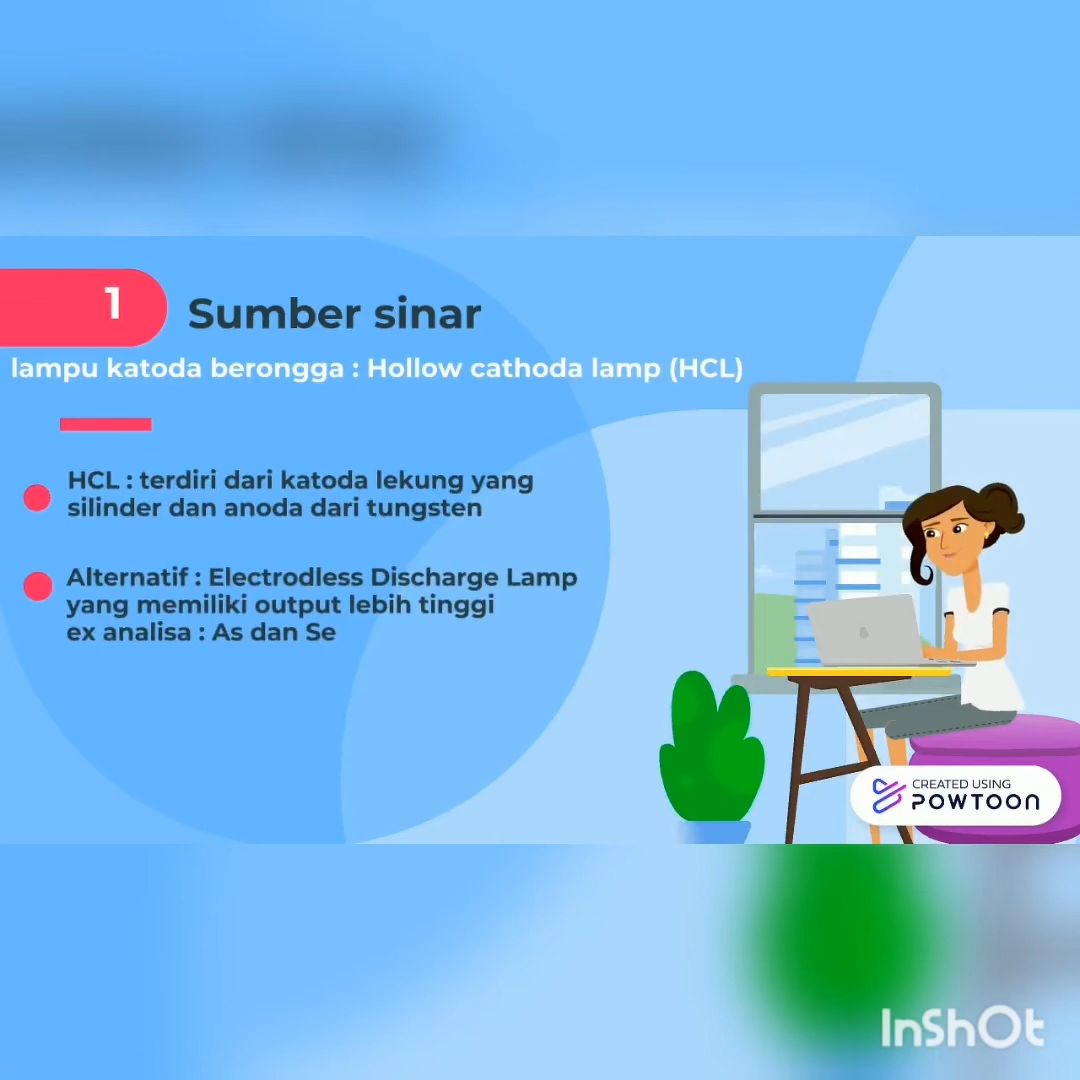 1
Sumber sinar
lampu katoda berongga : Hollow cathoda lamp (HCL)
HCL : terdiri dari katoda lekung yang
silinder dan anoda dari tungsten
Alternatif : Electrodless Discharge Lamp
yang memiliki output lebih tinggi
ex analisa : As dan Se
CREATED USING
POWTOON
InShOt